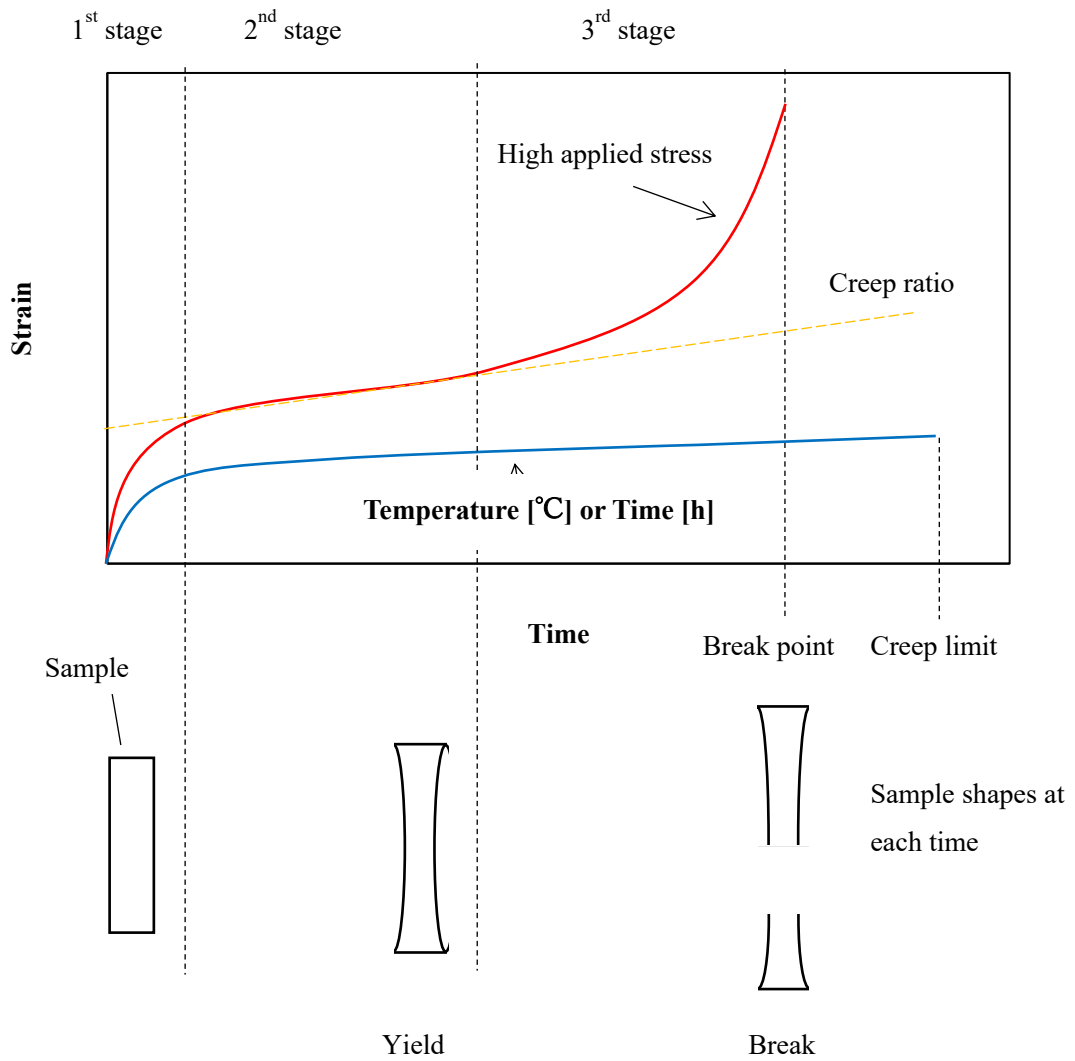 1st stage
2nd stage
3rd stage
High applied stress
Creep ratio
Strain
Temperature [℃] or Time [h]
Time
Break point
Creep limit
Sample
Sample shapes at
each time
Yield
Break